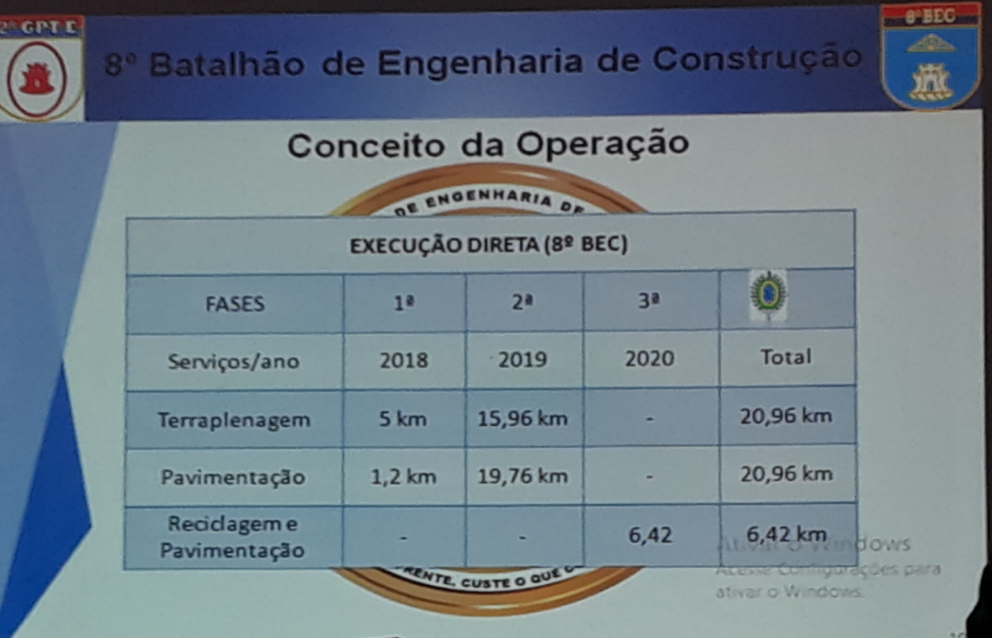 2º GPT E
8º BEC
8º Batalhão de Engenharia de Construção
Conceito da Operação
DE ENGENHARIA DE
EXECUÇÃO DIRETA (8º BEC)
FASES 1ª 2ª 3ª
Serviços/ano 2018 2019 2020 Total
Terraplenagem 5 km 15,96 km - 20,96 km
Pavimentação 1,2 km 19,76 km - 20,96 km
Reciclagem e
Pavimentação - - 6,42 6,42 km
RENTE, CUSTE O QUE C
Ativar o Windows
Acesse Configurações para
ativar o Windows.